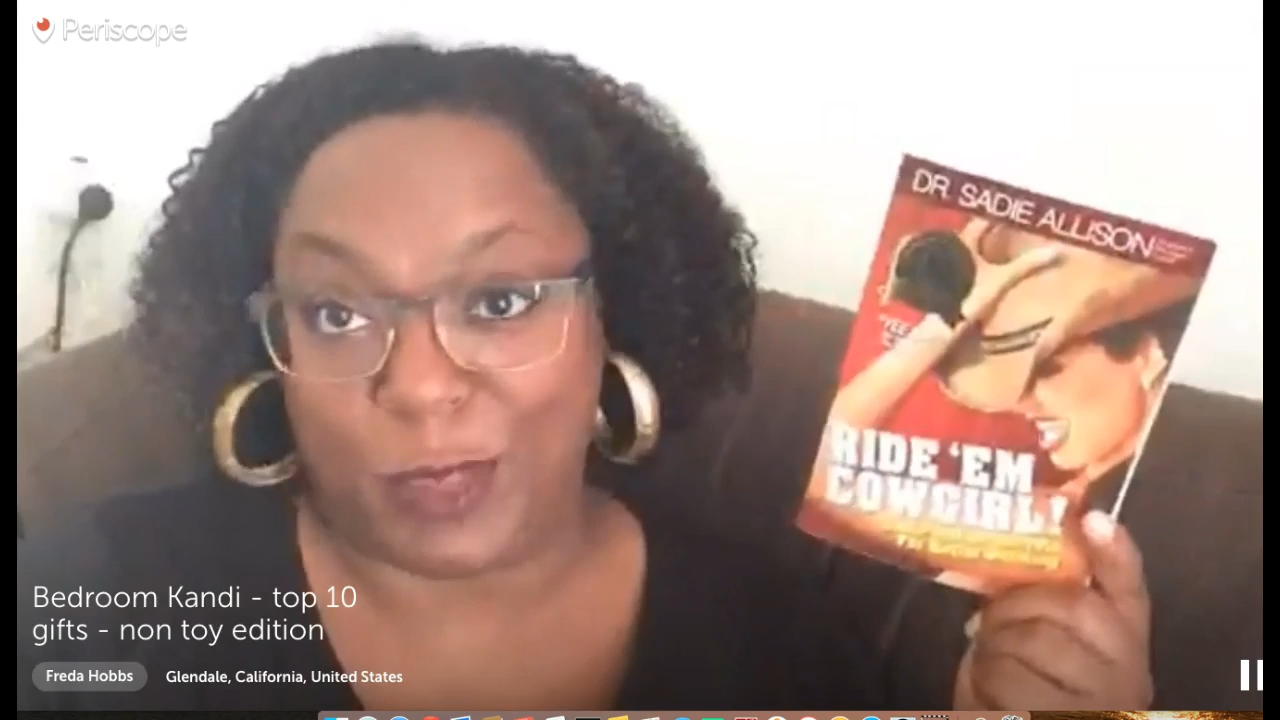 Periscope
DR. SADIE ALLISON
RIDE 'EM
COWGIRL!
Bedroom Kandi - top 10
gifts - non toy edition
Freda Hobbs
Glendale, California, United States